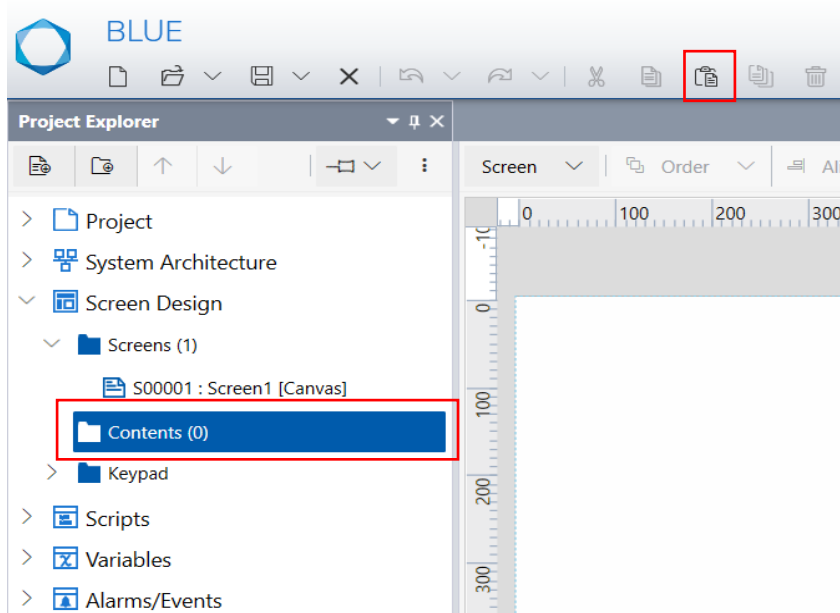 BLUE
Project Explorer
Screen
Order
Ali
0 100 200 300
Project
System Architecture
Screen Design
Screens (1)
S00001 : Screen1 [Canvas]
Contents (0)
Keypad
Scripts
Variables
Alarms/Events
-10
0
100
200
300